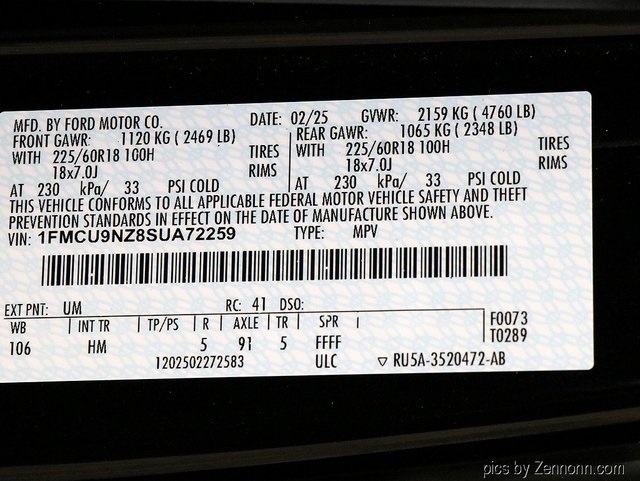 MFD. BY FORD MOTOR CO. DATE: 02/25 GVWR: 2159 KG ( 4760 LB)
FRONT GAWR: 1120 KG ( 2469 LB) REAR GAWR: 1065 KG ( 2348 LB)
WITH 225/60R18 100H TIRES WITH 225/60R18 100H TIRES
18x7.0J RIMS 18x7.0J RIMS
AT 230 kPa/ 33 PSI COLD AT 230 kPa/ 33 PSI COLD
THIS VEHICLE CONFORMS TO ALL APPLICABLE FEDERAL MOTOR VEHICLE SAFETY AND THEFT
PREVENTION STANDARDS IN EFFECT ON THE DATE OF MANUFACTURE SHOWN ABOVE.
VIN: 1FMCU9NZ8SUA72259 TYPE: MPV
EXT PNT: UM RC: 41 DSO:
WB INT TR TP/PS R AXLE TR SPR F0073
106 HM 5 91 5 FFFF T0289
1202502272583 ULC ▽ RU5A-3520472-AB
pics by Zennonn.com